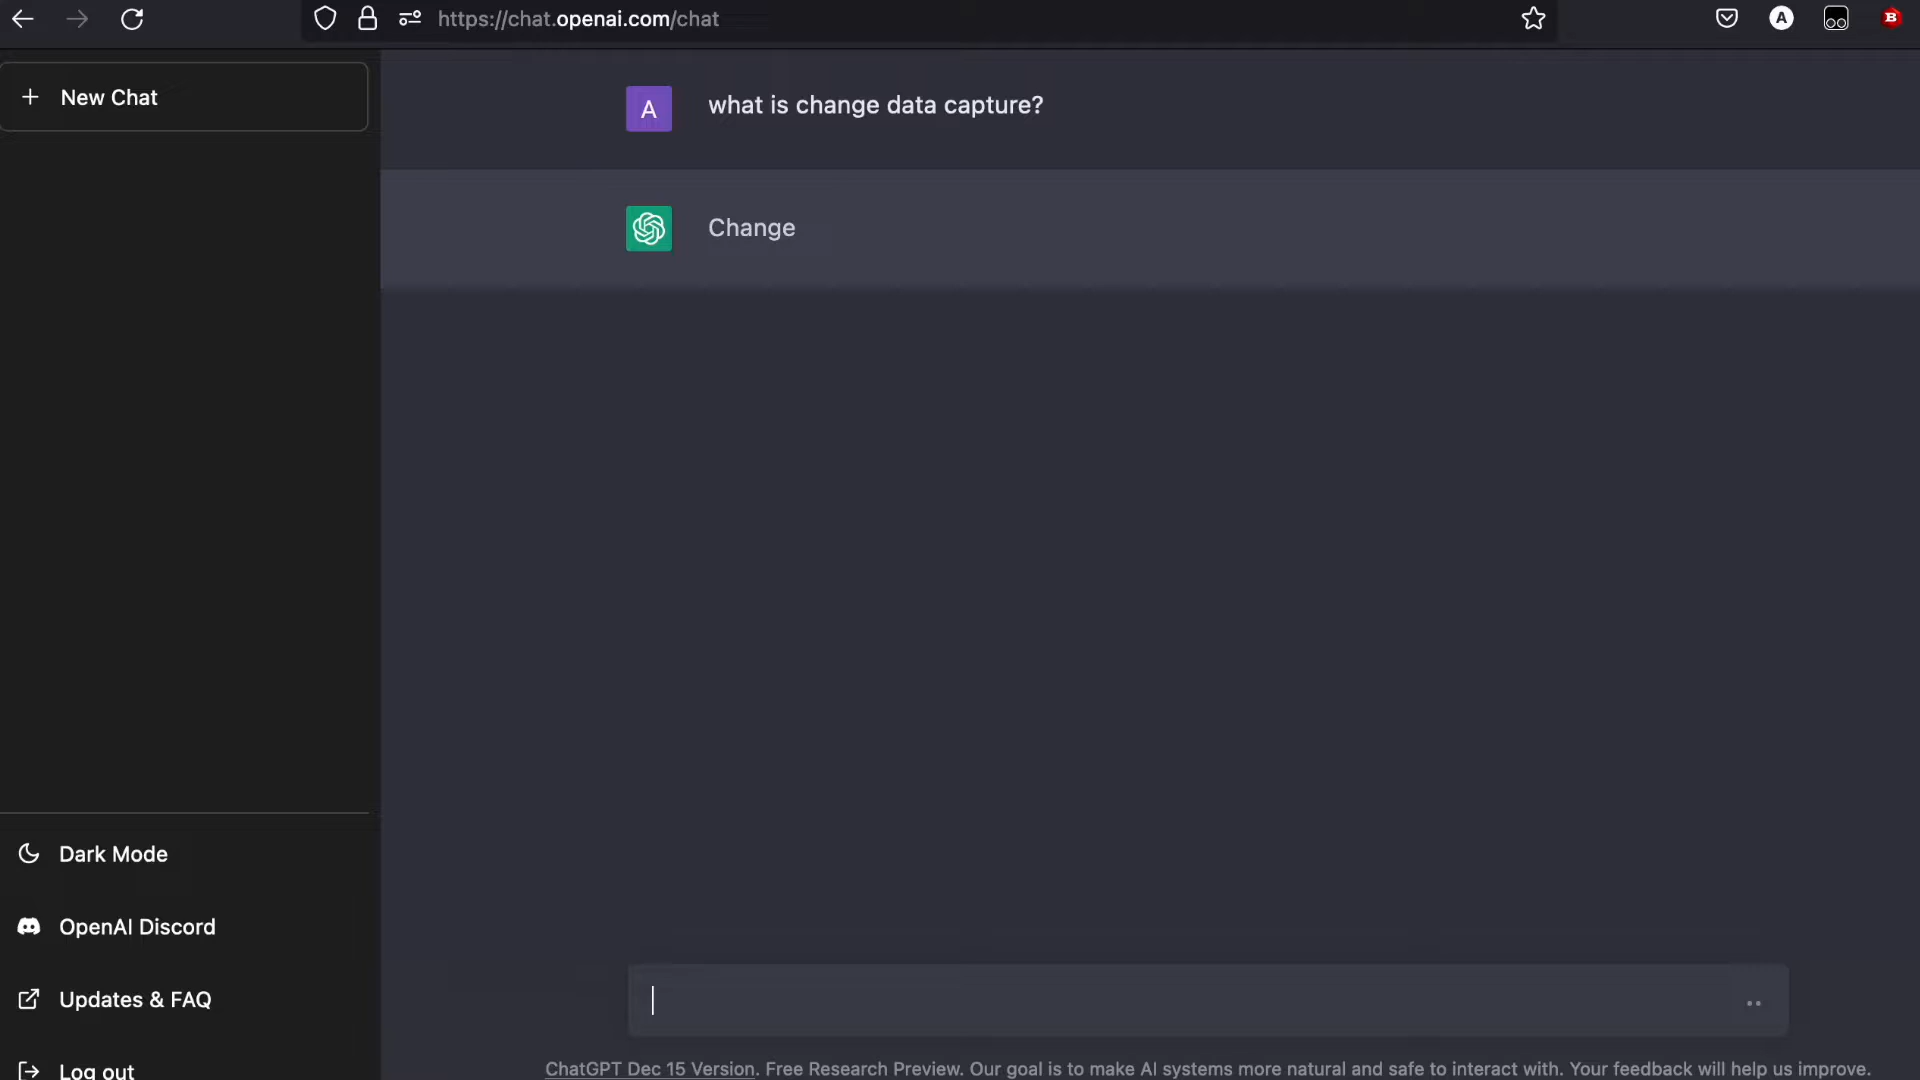 https://chat.openai.com/chat
A
B
New Chat
A
what is change data capture?
Change
Dark Mode
OpenAI Discord
Updates & FAQ
Log out
ChatGPT Dec 15 Version. Free Research Preview. Our goal is to make AI systems more natural and safe to interact with. Your feedback will help us improve.